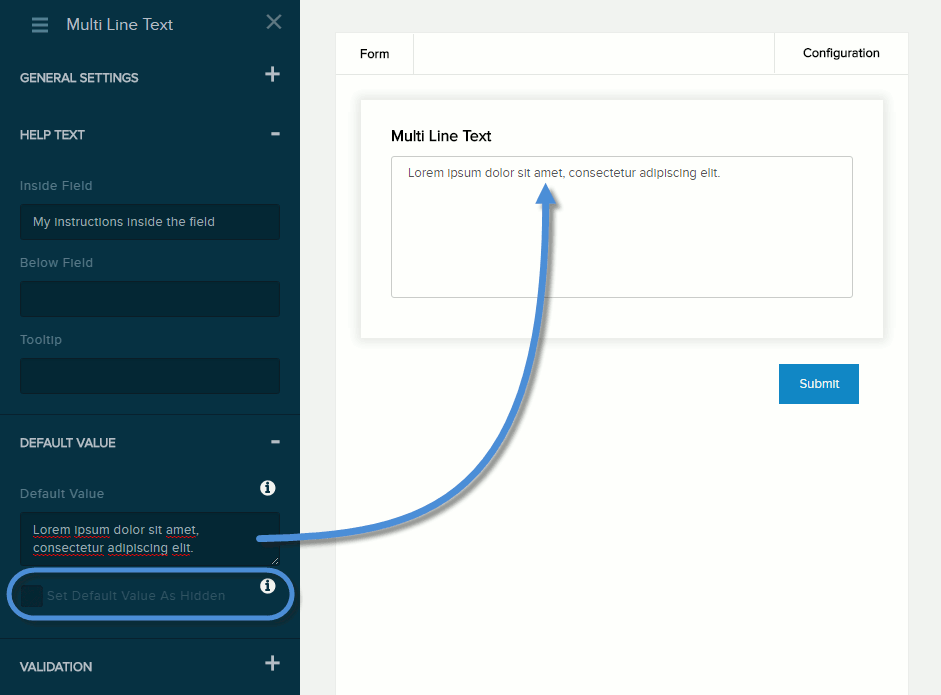 Multi Line Text
GENERAL SETTINGS
HELP TEXT
Inside Field
My instructions inside the field
Below Field
Tooltip
DEFAULT VALUE
Default Value
Lorem ipsum dolor sit amet,
consectetur adipiscing elit.
Set Default Value As Hidden
VALIDATION
Form
Configuration
Multi Line Text
Lorem ipsum dolor sit amet, consectetur adipiscing elit.
Submit